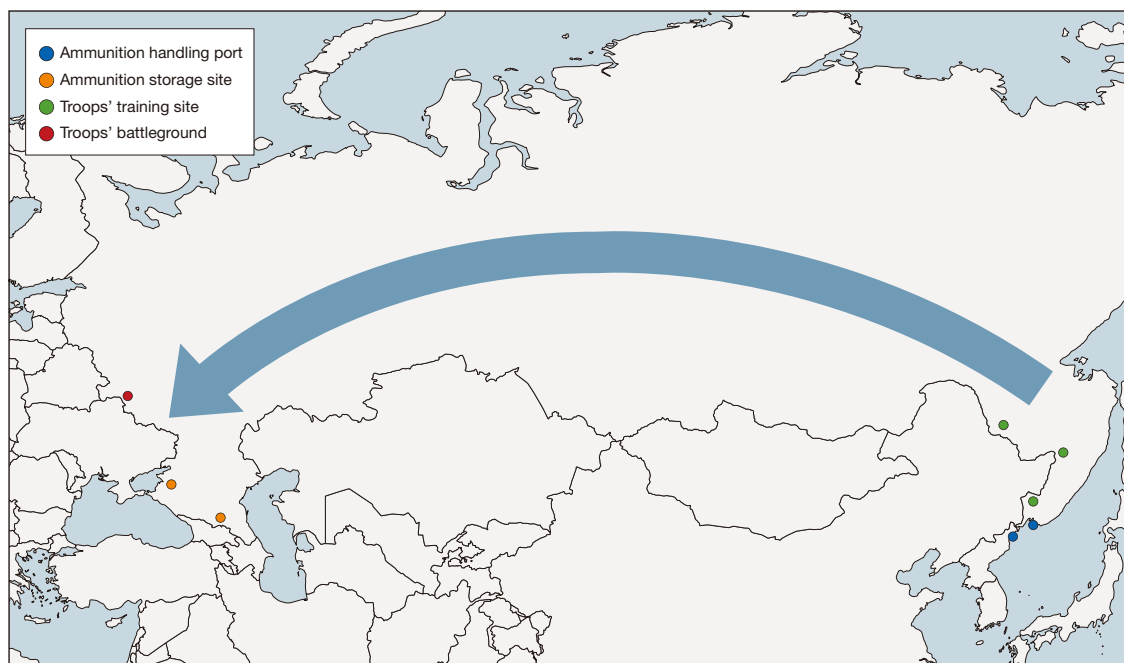 Ammunition handling port
Ammunition storage site
Troops' training site
Troops' battleground